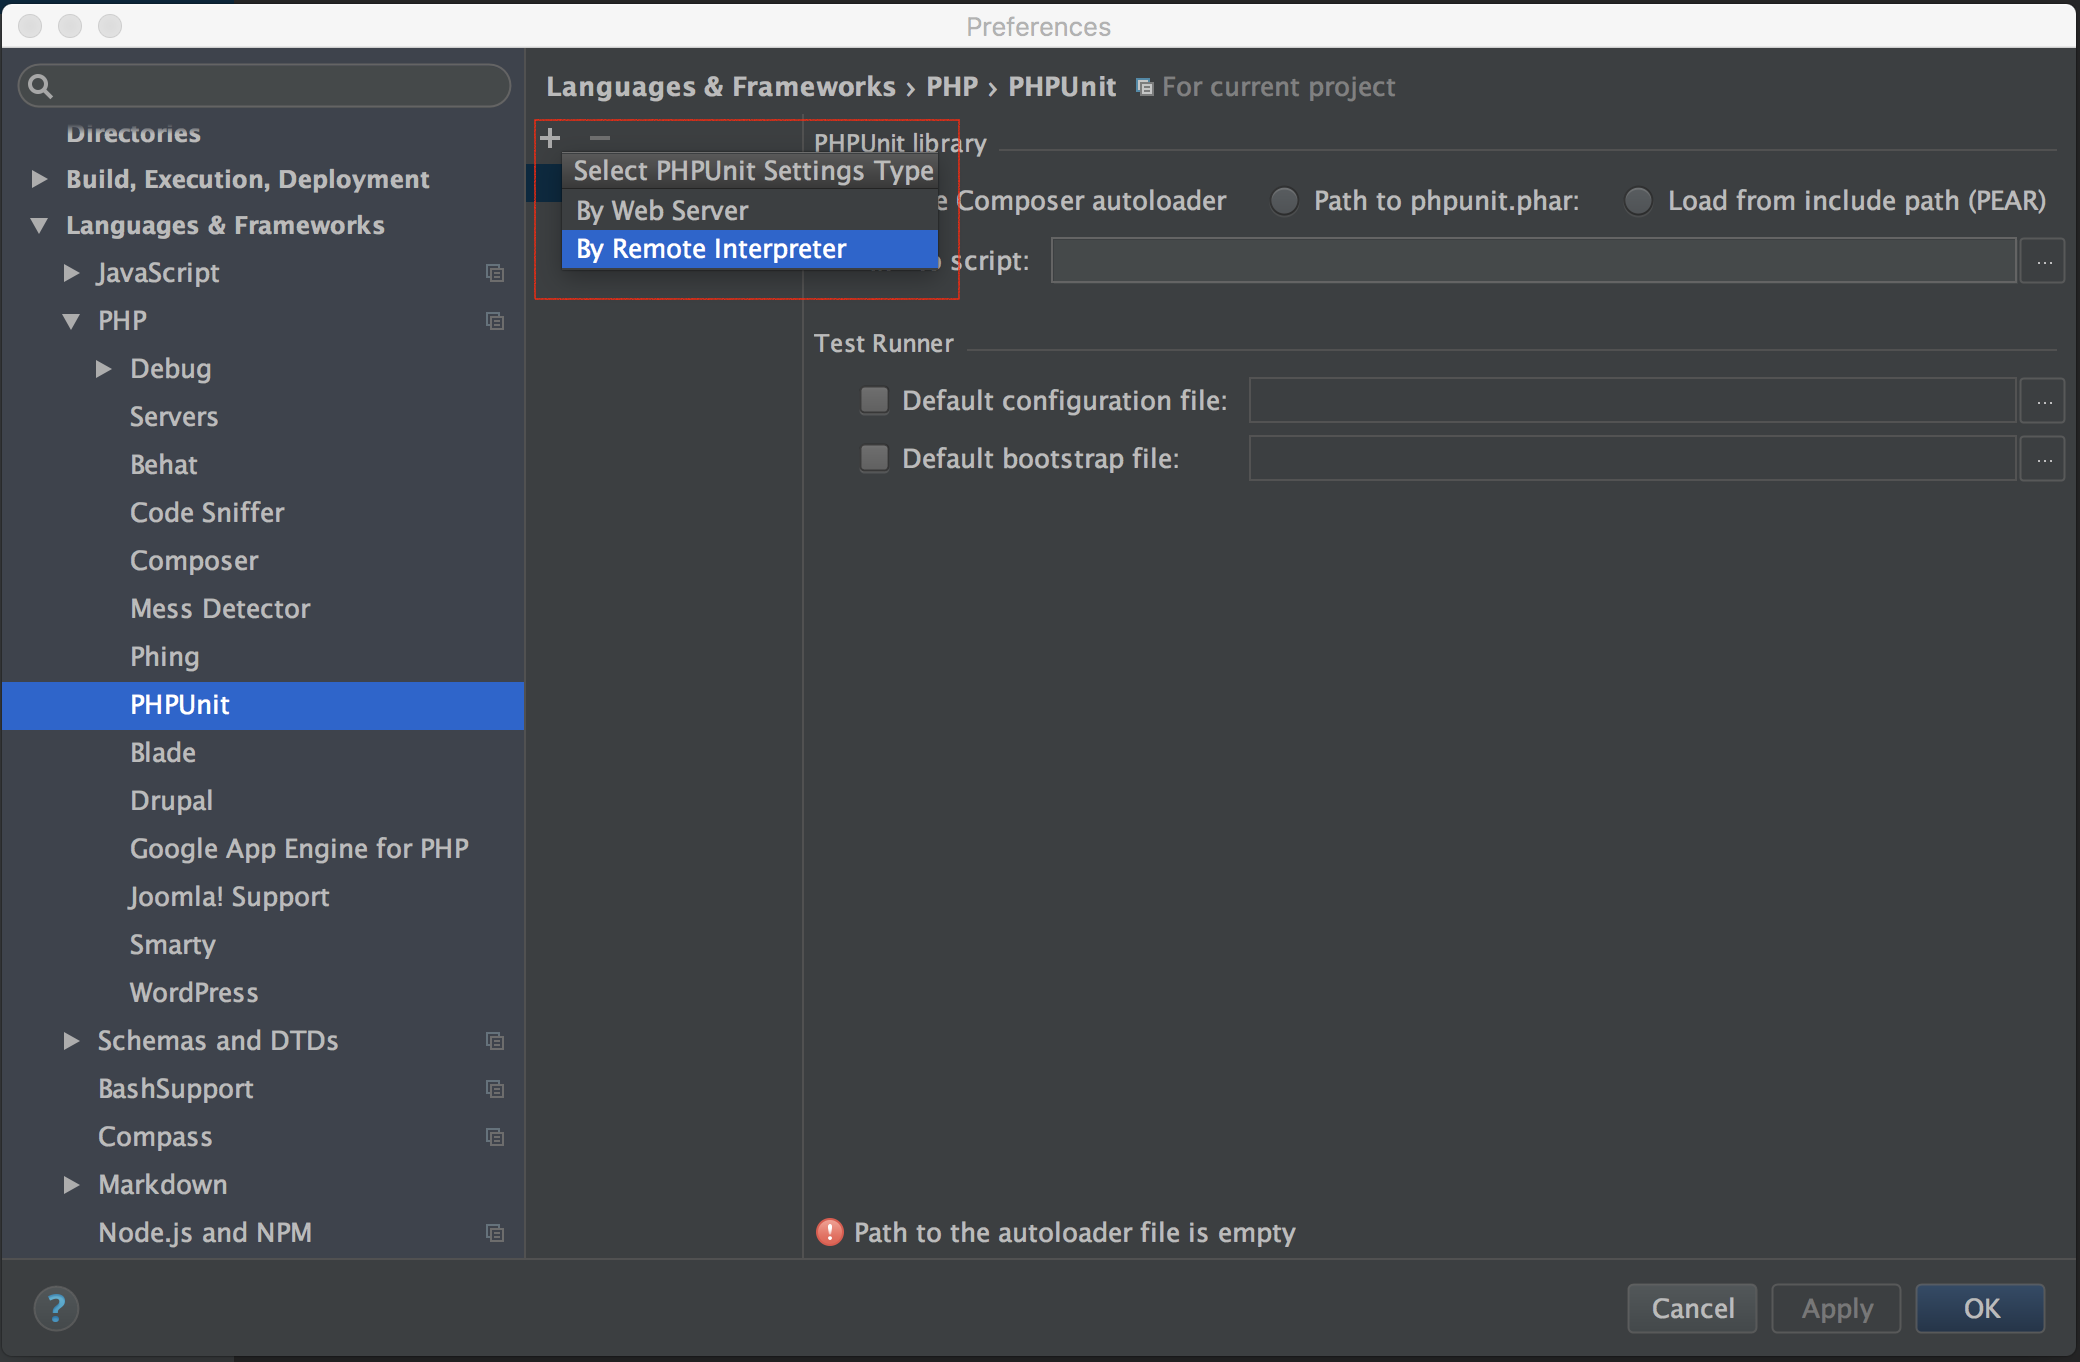 Preferences
Languages & Frameworks › PHP › PHPUnit For current project
Directories
Build, Execution, Deployment
Languages & Frameworks
JavaScript
PHP
Debug
Servers
Behat
Code Sniffer
Composer
Mess Detector
Phing
PHPUnit
Blade
Drupal
Google App Engine for PHP
Joomla! Support
Smarty
WordPress
Schemas and DTDs
BashSupport
Compass
Markdown
Node.js and NPM
Select PHPUnit Settings Type
By Web Server
By Remote Interpreter
PHPUnit library
Composer autoloader Path to phpunit.phar: Load from include path (PEAR)
script: ...
Test Runner
Default configuration file: ...
Default bootstrap file: ...
Path to the autoloader file is empty
? Cancel Apply OK